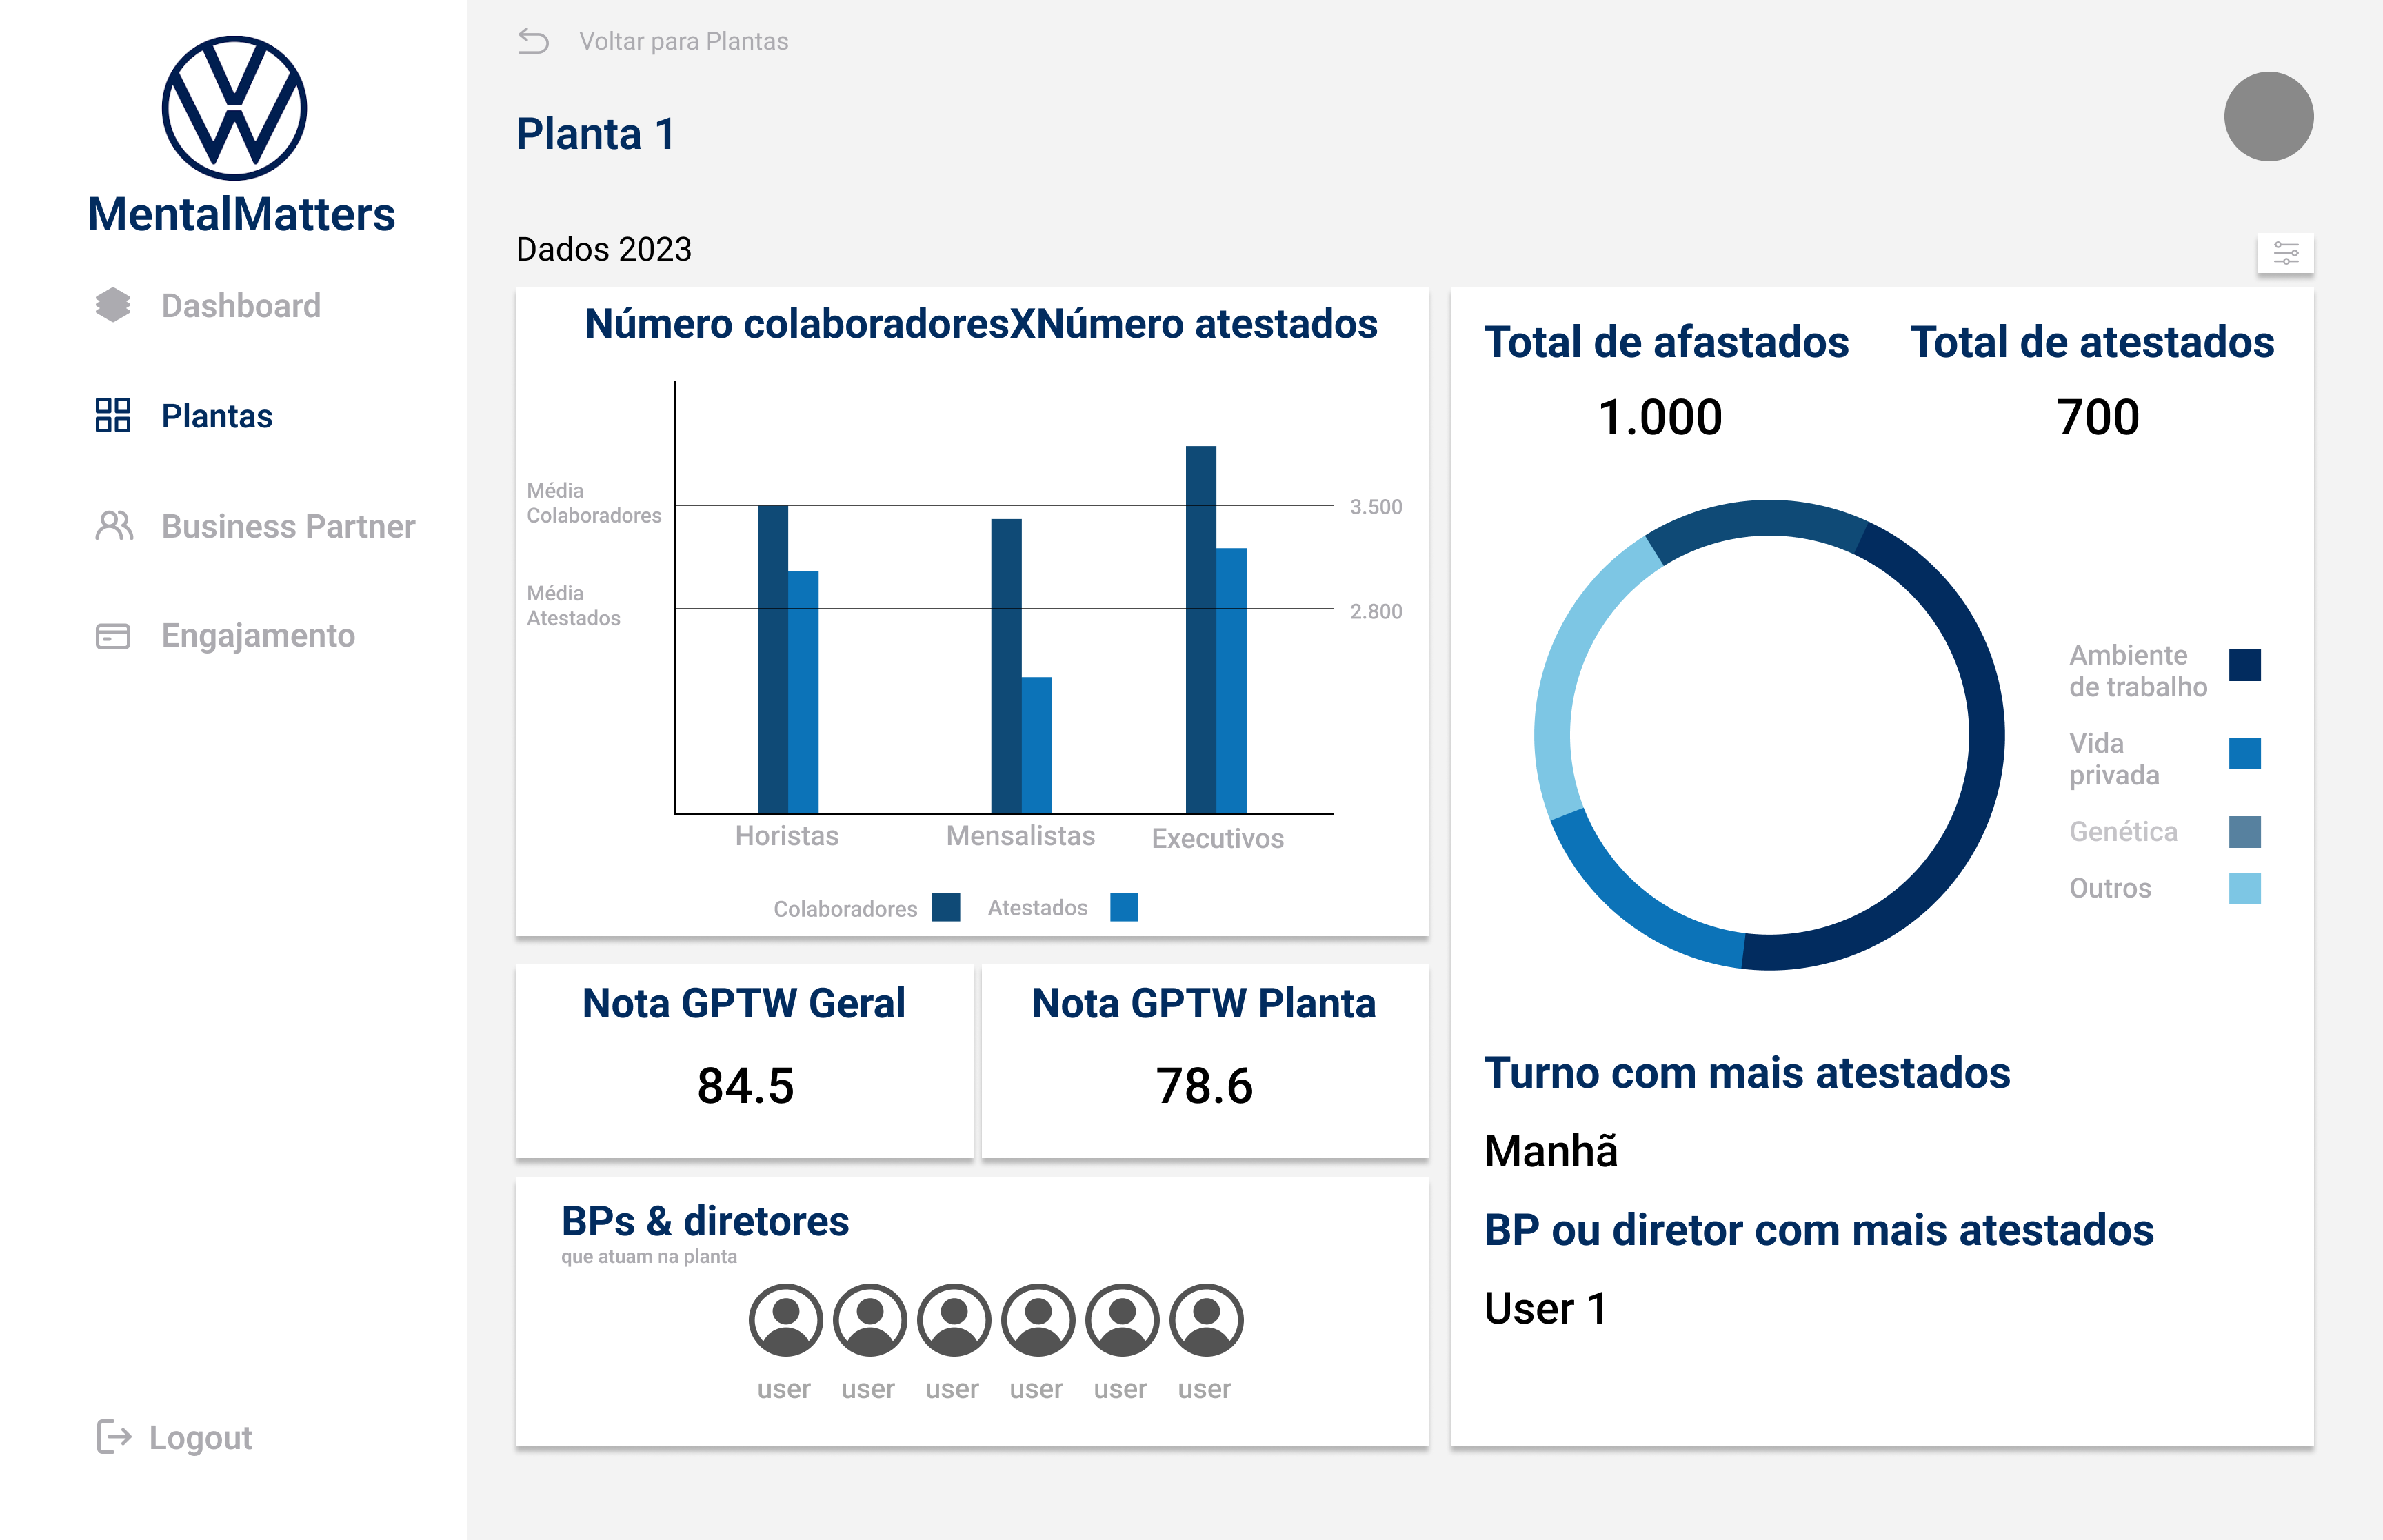 MentalMatters
Dashboard
Plantas
Business Partner
Engajamento
Logout
Voltar para Plantas
Planta 1
Dados 2023
Número colaboradoresXNúmero atestados
Média
Colaboradores
3.500
Média
Atestados
2.800
Horistas
Mensalistas
Executivos
Colaboradores
Atestados
Nota GPTW Geral
84.5
Nota GPTW Planta
78.6
BPs & diretores
que atuam na planta
user
user
user
user
user
user
Total de afastados
1.000
Total de atestados
700
Ambiente
de trabalho
Vida
privada
Genética
Outros
Turno com mais atestados
Manhã
BP ou diretor com mais atestados
User 1